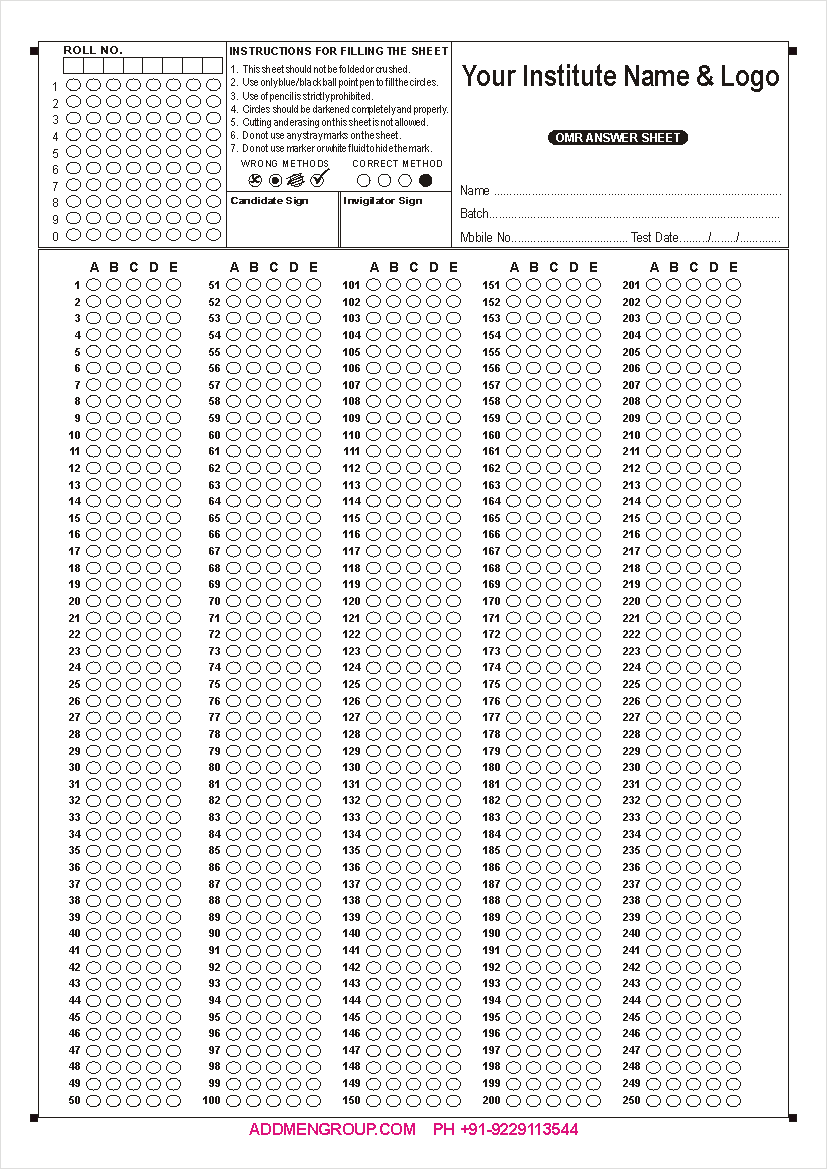 ROLL NO.
1
2
3
4
5
6
7
8
9
0
INSTRUCTIONS FOR FILLING THE SHEET
1. This sheet should not be folded or crushed.
2. Use only blue/black ball point pen to fill the circles.
3. Use of pencil is strictly prohibited.
4. Circles should be darkened completely and properly.
5. Cutting and erasing on this sheet is not allowed.
6. Do not use any stray marks on the sheet.
7. Do not use marker or white fluid to hide the mark.
WRONG METHODS CORRECT METHOD
Candidate Sign Invigilator Sign
Your Institute Name & Logo
OMR ANSWER SHEET
Name ........................................
Batch........................................
Mobile No.................................... Test Date........./......../.............
A B C D E A B C D E A B C D E A B C D E A B C D E
1 51 101 151 201
2 52 102 152 202
3 53 103 153 203
4 54 104 154 204
5 55 105 155 205
6 56 106 156 206
7 57 107 157 207
8 58 108 158 208
9 59 109 159 209
10 60 110 160 210
11 61 111 161 211
12 62 112 162 212
13 63 113 163 213
14 64 114 164 214
15 65 115 165 215
16 66 116 166 216
17 67 117 167 217
18 68 118 168 218
19 69 119 169 219
20 70 120 170 220
21 71 121 171 221
22 72 122 172 222
23 73 123 173 223
24 74 124 174 224
25 75 125 175 225
26 76 126 176 226
27 77 127 177 227
28 78 128 178 228
29 79 129 179 229
30 80 130 180 230
31 81 131 181 231
32 82 132 182 232
33 83 133 183 233
34 84 134 184 234
35 85 135 185 235
36 86 136 186 236
37 87 137 187 237
38 88 138 188 238
39 89 139 189 239
40 90 140 190 240
41 91 141 191 241
42 92 142 192 242
43 93 143 193 243
44 94 144 194 244
45 95 145 195 245
46 96 146 196 246
47 97 147 197 247
48 98 148 198 248
49 99 149 199 249
50 100 150 200 250
ADDMENGROUP.COM PH +91-9229113544